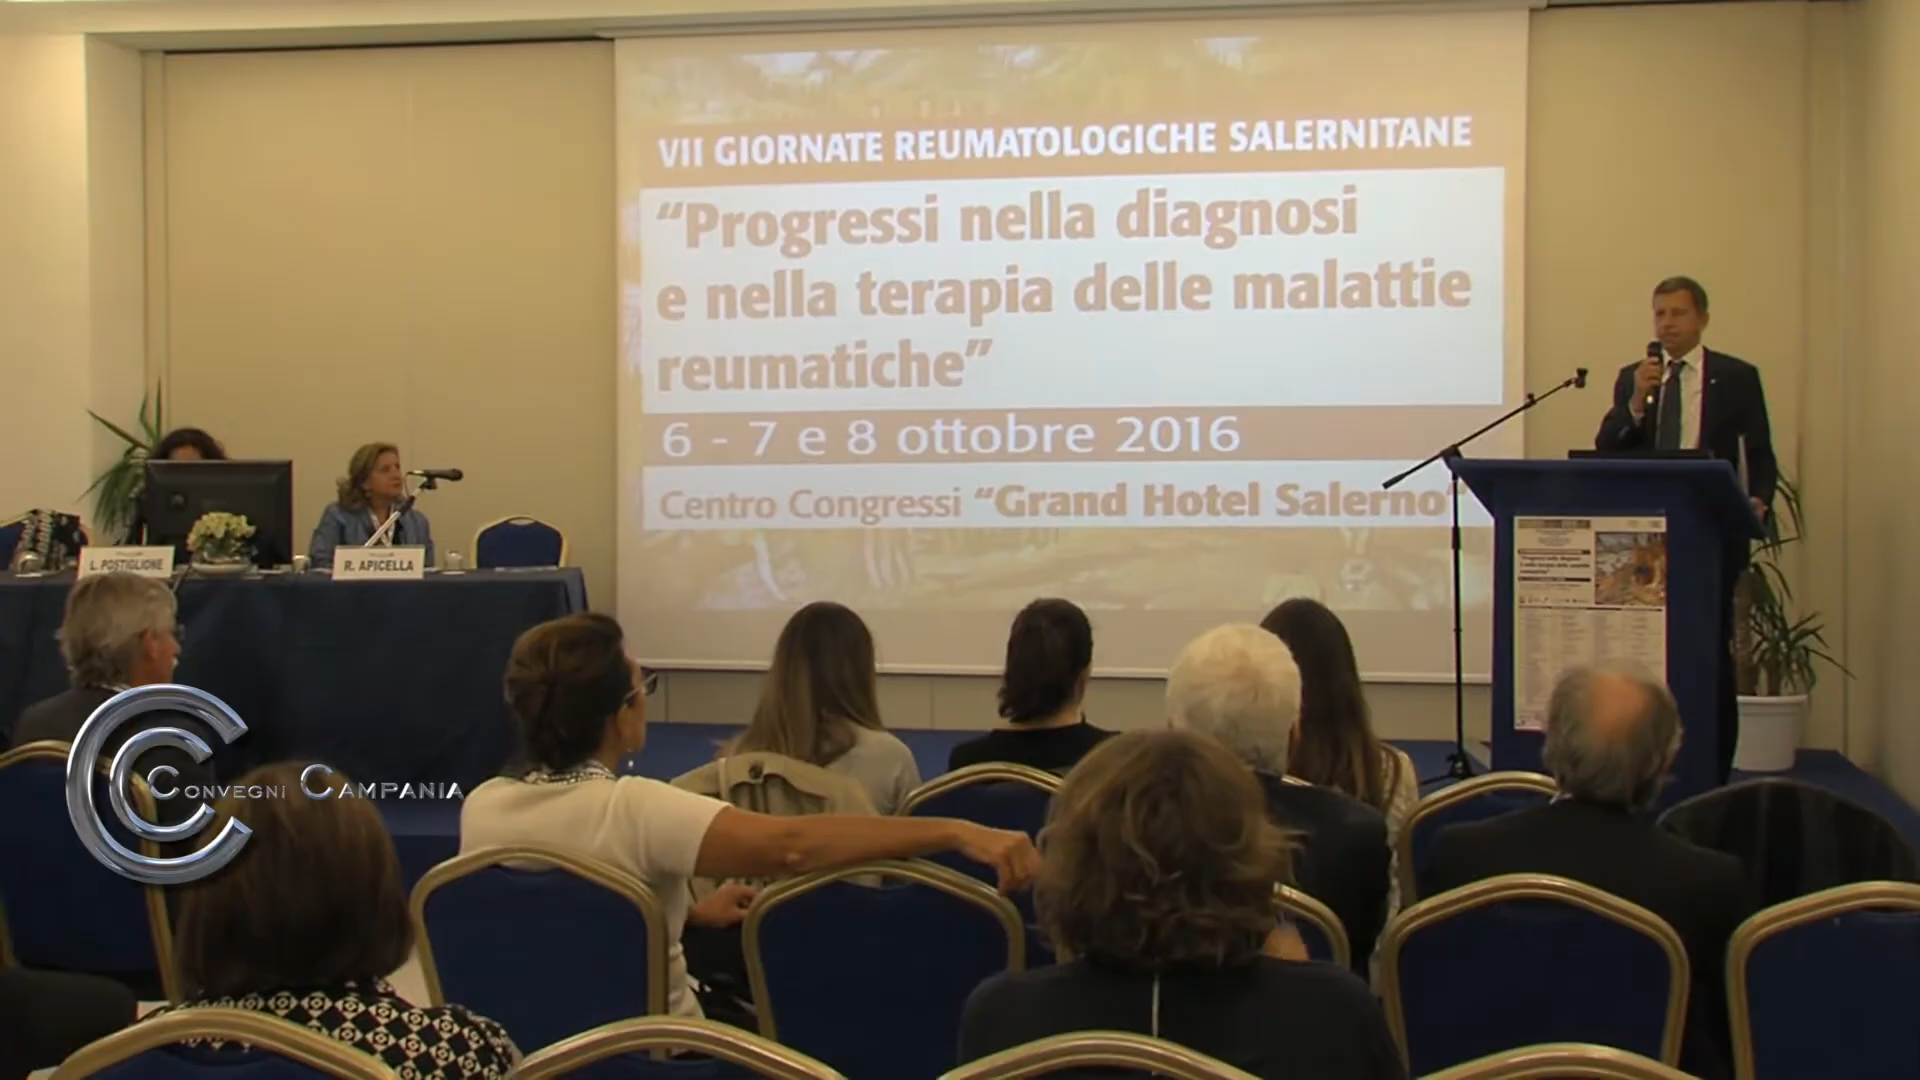 VII GIORNATE REUMATOLOGICHE SALERNITANE
“Progressi nella diagnosi
e nella terapia delle malattie
reumatiche”
6 - 7 e 8 ottobre 2016
Centro Congressi “Grand Hotel Salerno”
L. POSTIGLIONE
R. APICELLA
CONVEGNI CAMPANIA